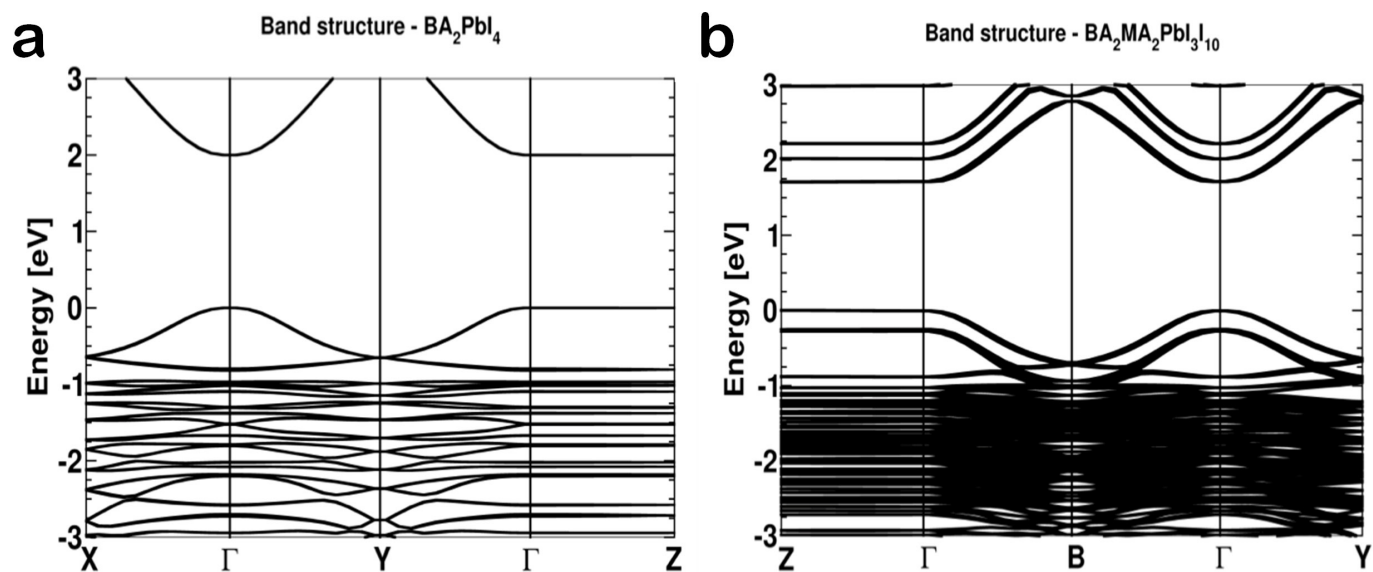 a
Band structure - BA₂PbI₄
Energy [eV]
3
2
1
0
-1
-2
-3
X Γ Y Γ Z
b
Band structure - BA₂MA₂PbI₃I₁₀
Energy [eV]
3
2
1
0
-1
-2
-3
Z Γ B Γ Y